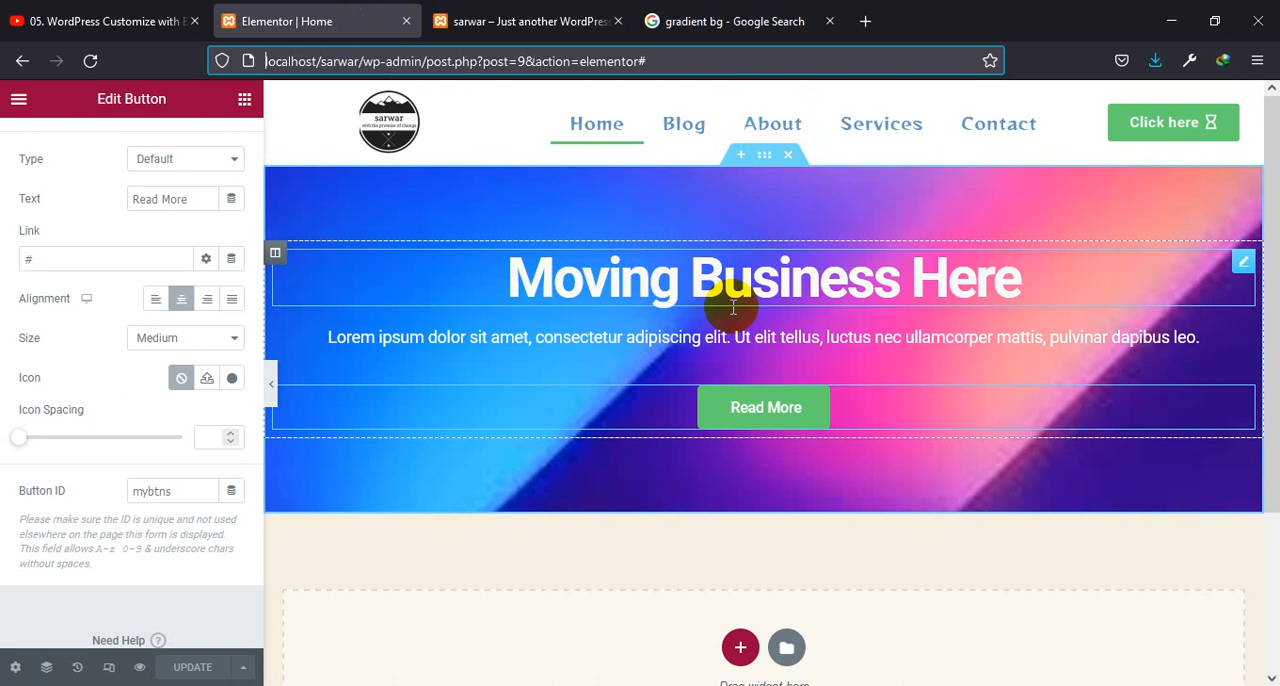 05. WordPress Customize with E
Elementor | Home
sarwar – Just another WordPress
gradient bg - Google Search
localhost/sarwar/wp-admin/post.php?post=9&action=elementor#
Edit Button
sarwar
with the promise of change
Home
Blog
About
Services
Contact
Click here
Type
Default
Text
Read More
Link
#
Alignment
Size
Medium
Icon
Icon Spacing
Button ID
mybtns
Please make sure the ID is unique and not used
elsewhere on the page this form is displayed.
This field allows A-z 0-9 & underscore chars
without spaces.
Need Help
UPDATE
Moving Business Here
Lorem ipsum dolor sit amet, consectetur adipiscing elit. Ut elit tellus, luctus nec ullamcorper mattis, pulvinar dapibus leo.
Read More
Drag widget here